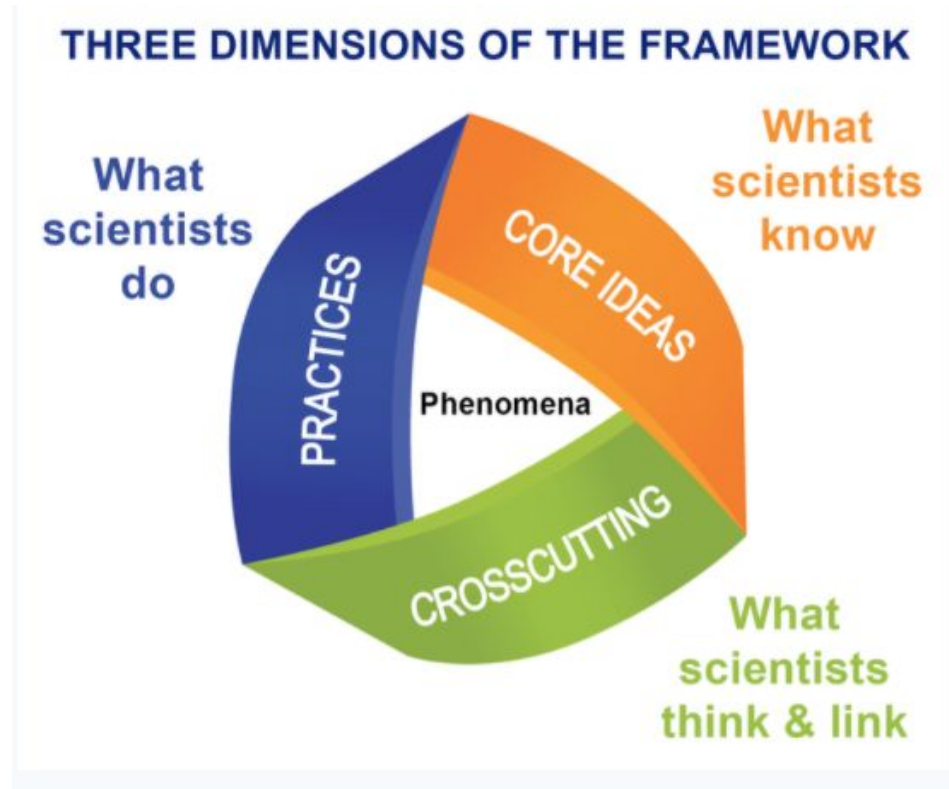 THREE DIMENSIONS OF THE FRAMEWORK
What
scientists
do
What
scientists
know
PRACTICES
CORE IDEAS
Phenomena
CROSSCUTTING
What
scientists
think & link